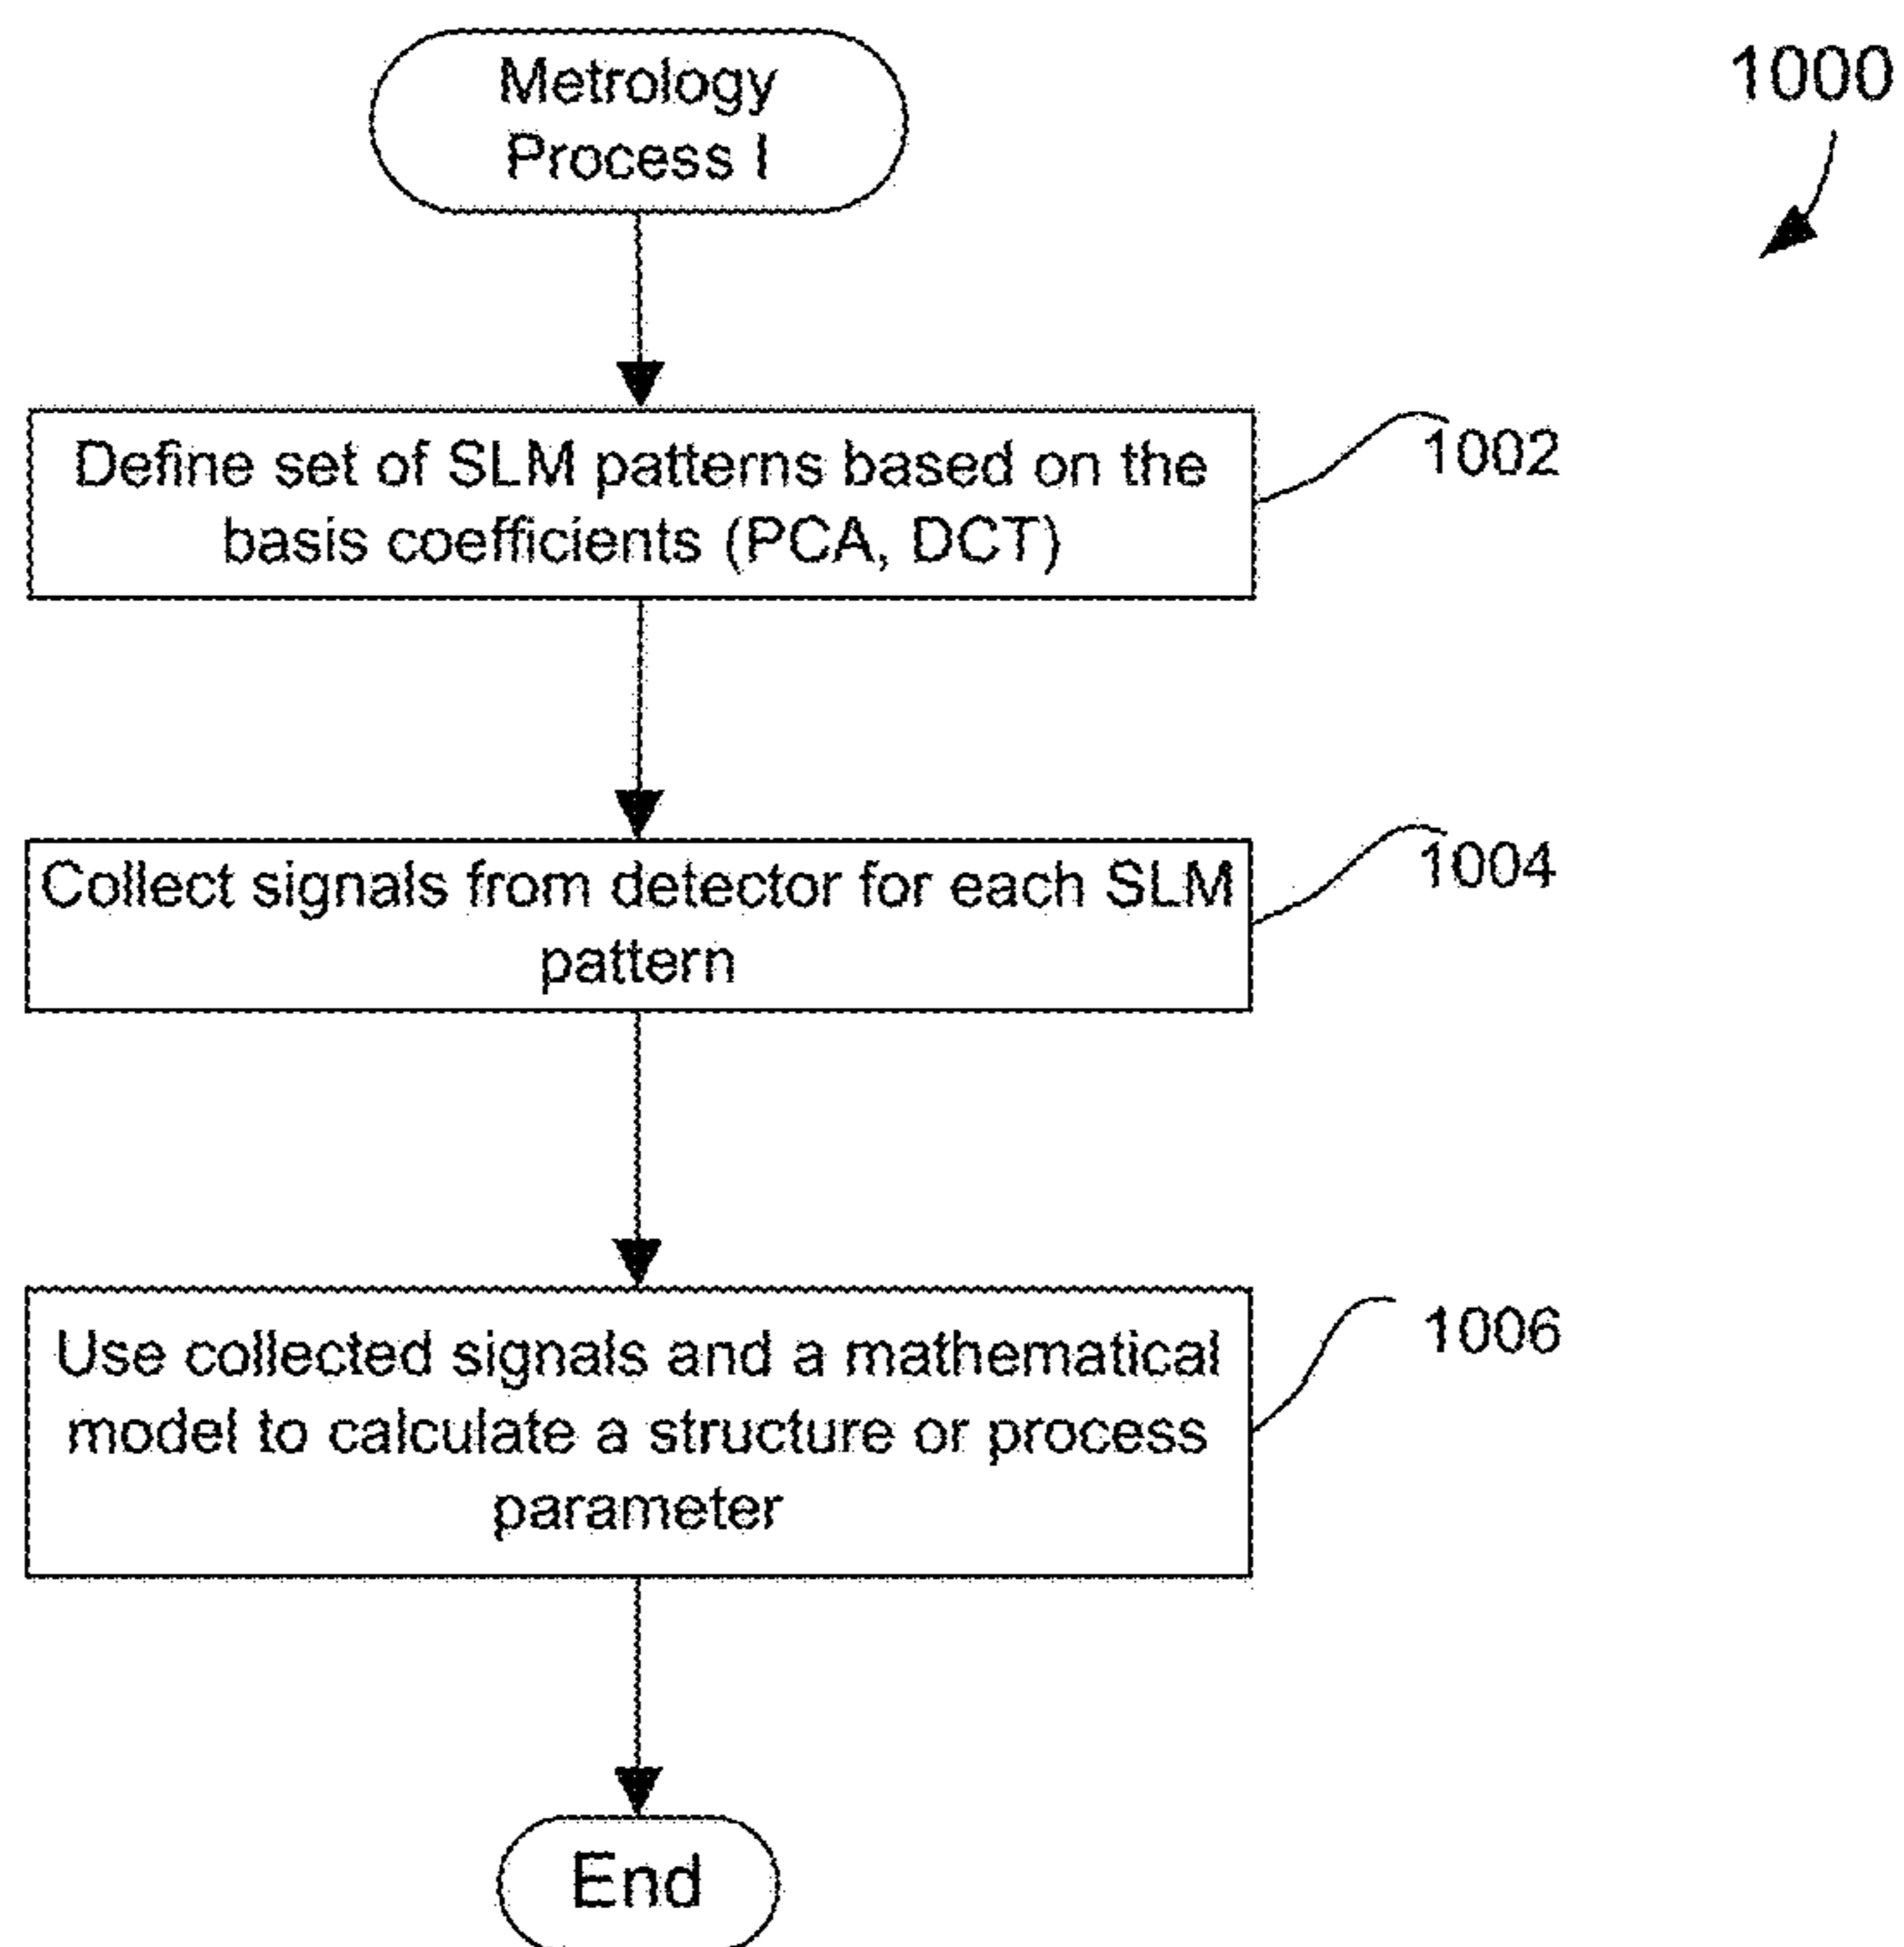 Metrology
Process I
1000
Define set of SLM patterns based on the
basis coefficients (PCA, DCT)
1002
Collect signals from detector for each SLM
pattern
1004
Use collected signals and a mathematical
model to calculate a structure or process
parameter
1006
End